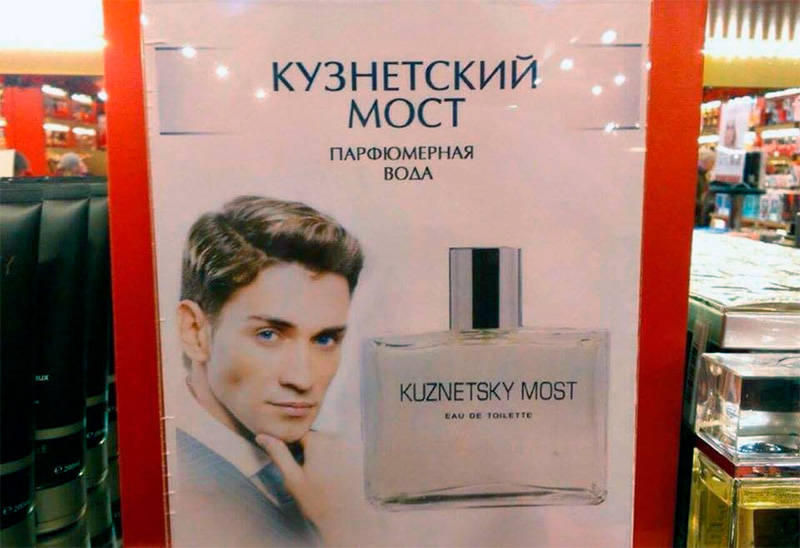 КУЗНЕТСКИЙ
МОСТ
ПАРФЮМЕРНАЯ
ВОДА
KUZNETSKY MOST
EAU DE TOILETTE